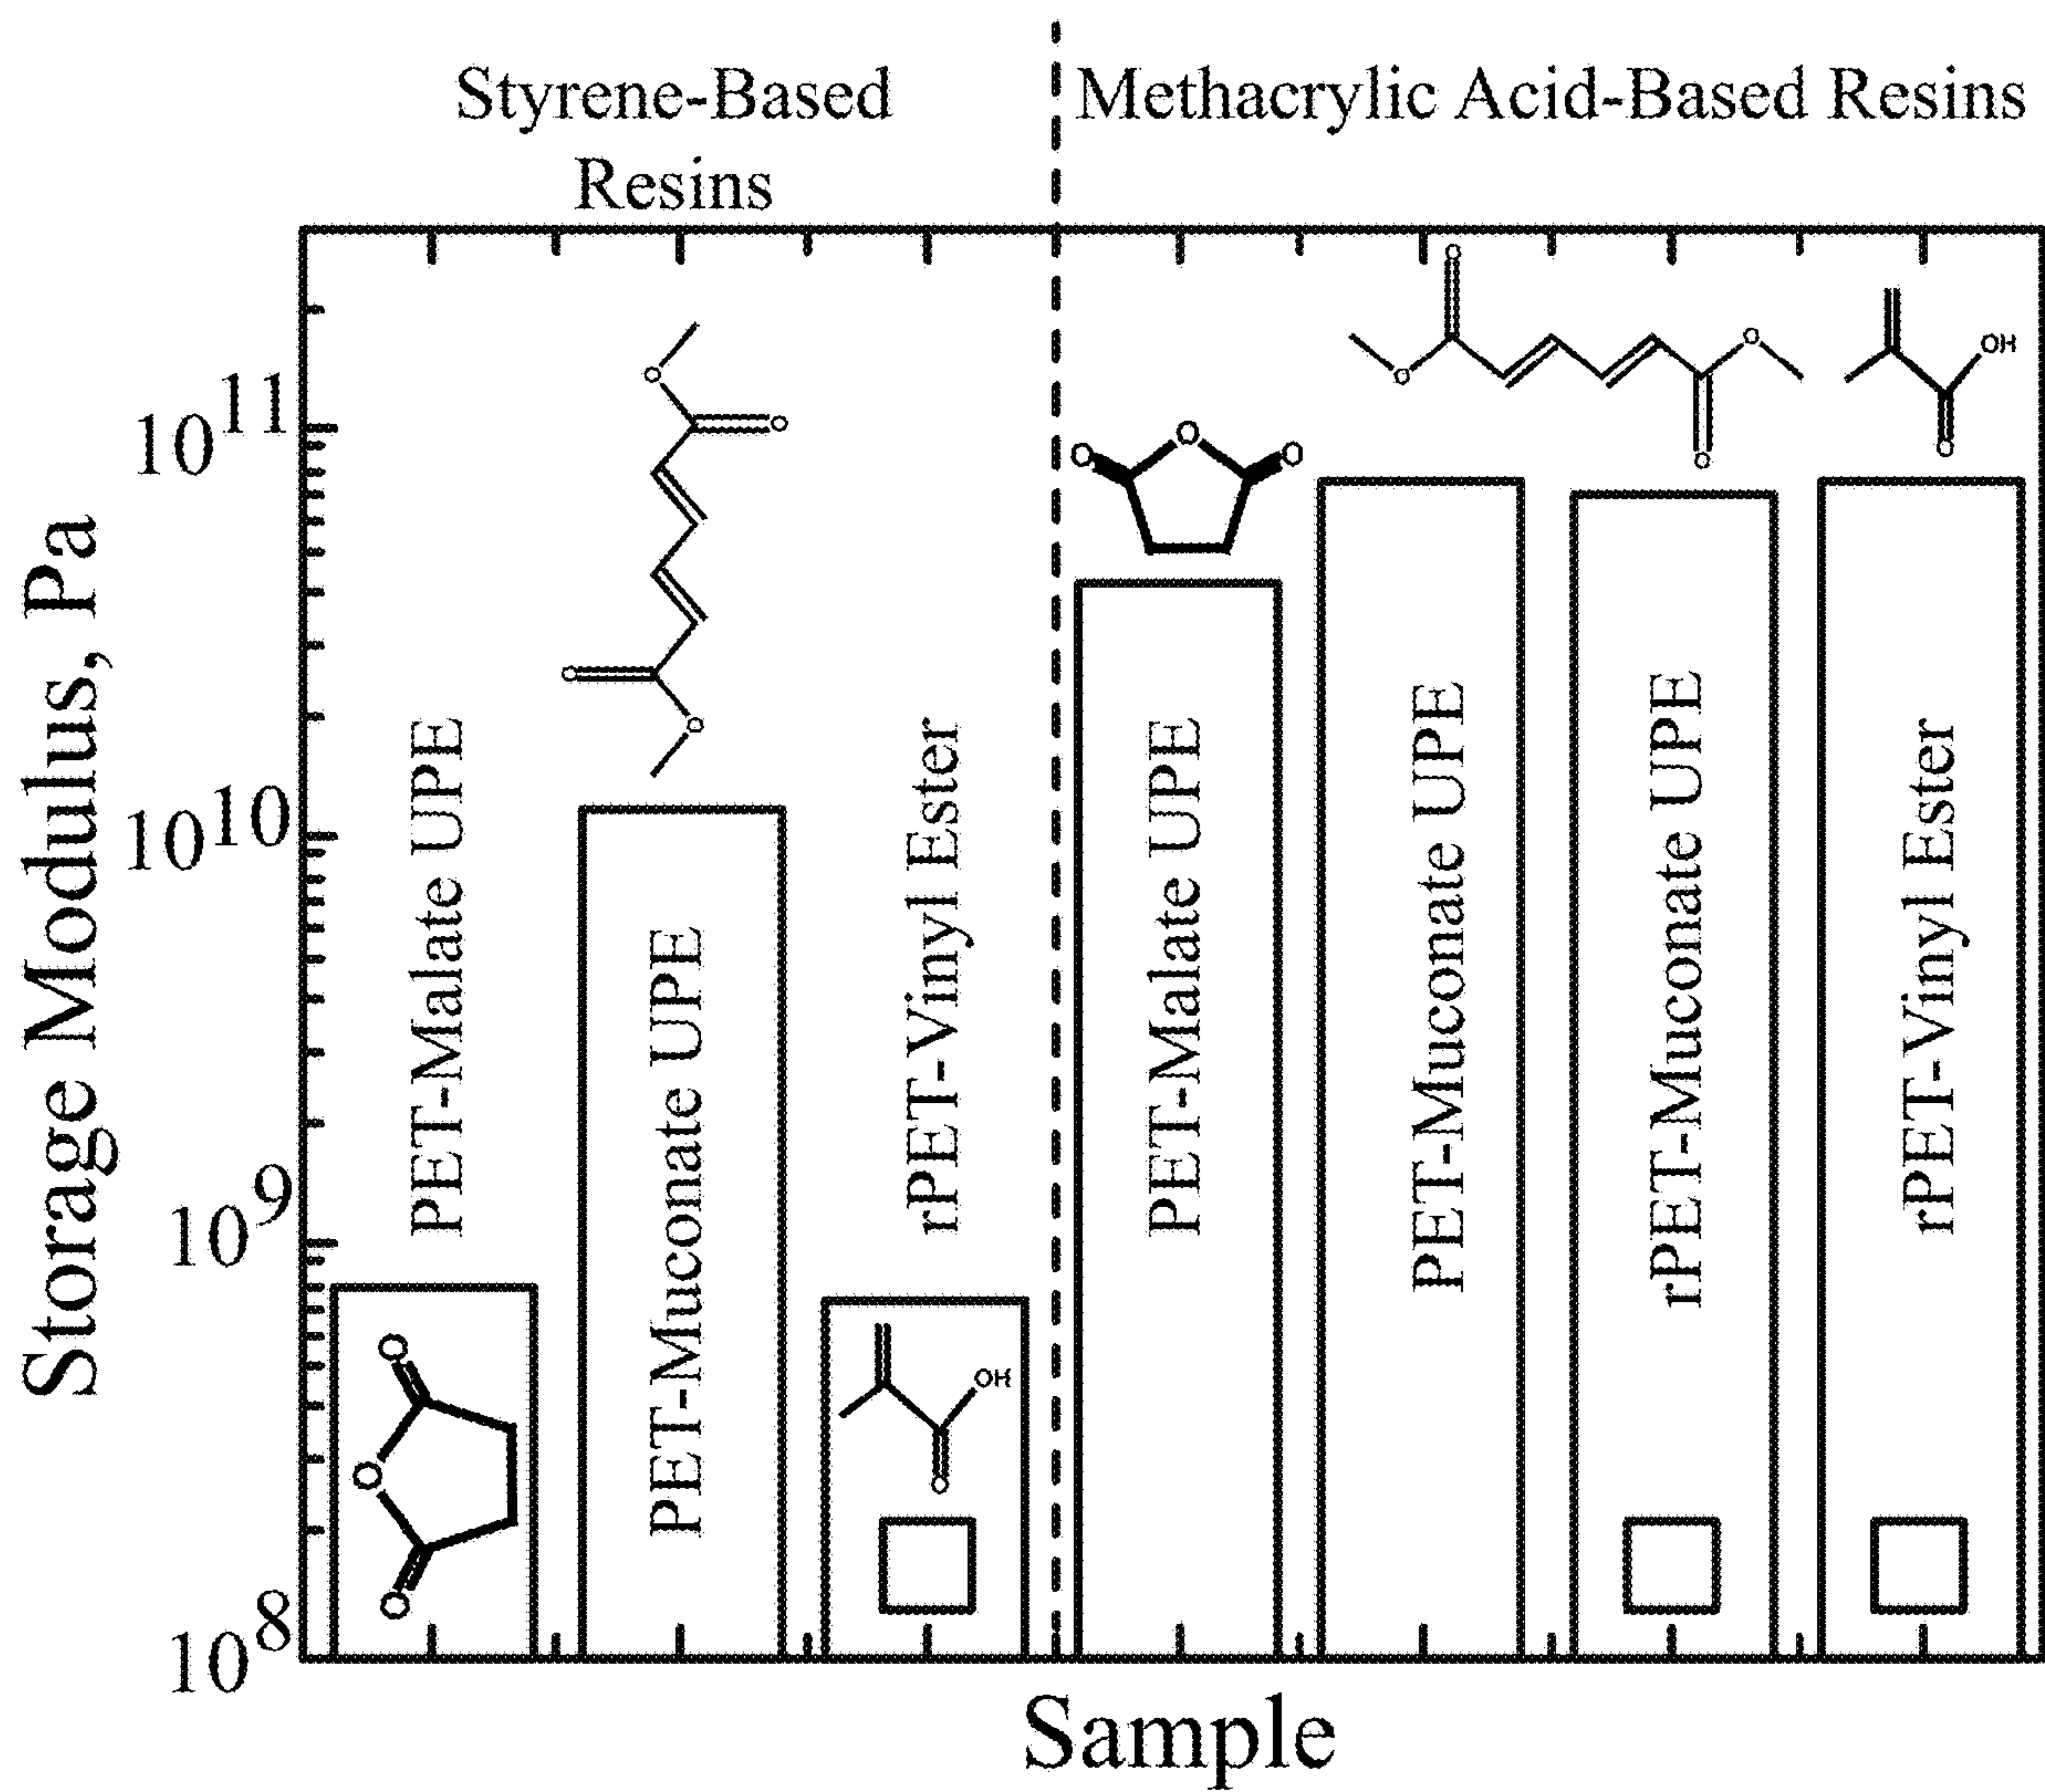 Styrene-Based
Resins
Methacrylic Acid-Based Resins
Storage Modulus, Pa
10^11
10^10
10^9
10^8
PET-Malate UPE
PET-Muconate UPE
rPET-Vinyl Ester
PET-Malate UPE
PET-Muconate UPE
rPET-Muconate UPE
rPET-Vinyl Ester
O
O
O
O
O
O
O
OH
O
O
O
O
O
O
O
O
OH
O
Sample